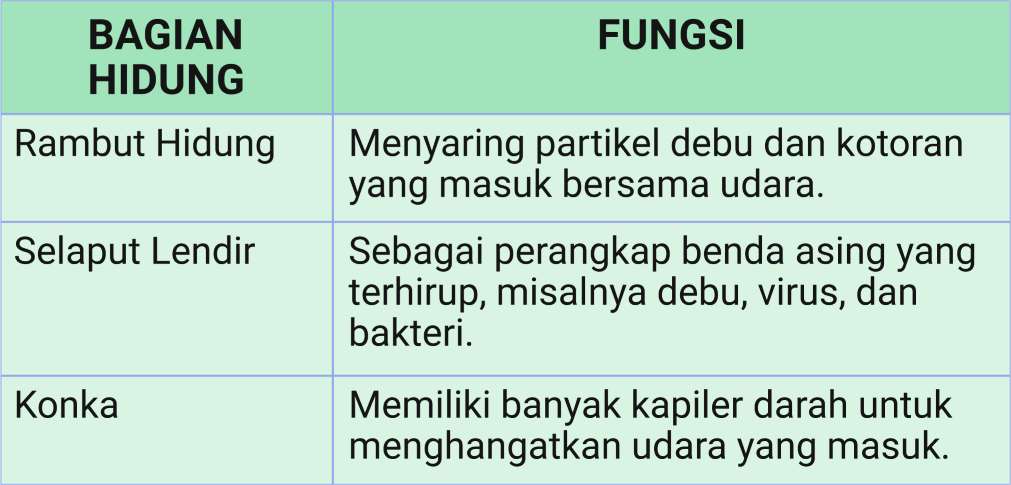 BAGIAN
HIDUNG
FUNGSI
Rambut Hidung
Menyaring partikel debu dan kotoran
yang masuk bersama udara.
Selaput Lendir
Sebagai perangkap benda asing yang
terhirup, misalnya debu, virus, dan
bakteri.
Konka
Memiliki banyak kapiler darah untuk
menghangatkan udara yang masuk.